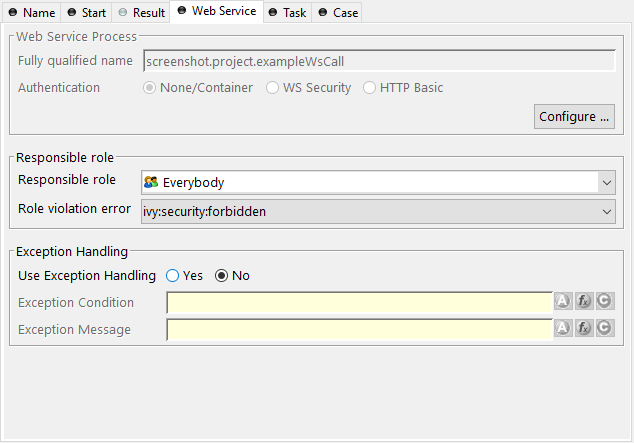 Name Start Result Web Service Task Case
Web Service Process
Fully qualified name screenshot.project.exampleWsCall
Authentication None/Container WS Security HTTP Basic
Configure ...
Responsible role
Responsible role Everybody
Role violation error ivy:security:forbidden
Exception Handling
Use Exception Handling Yes No
Exception Condition A fx C
Exception Message A fx C